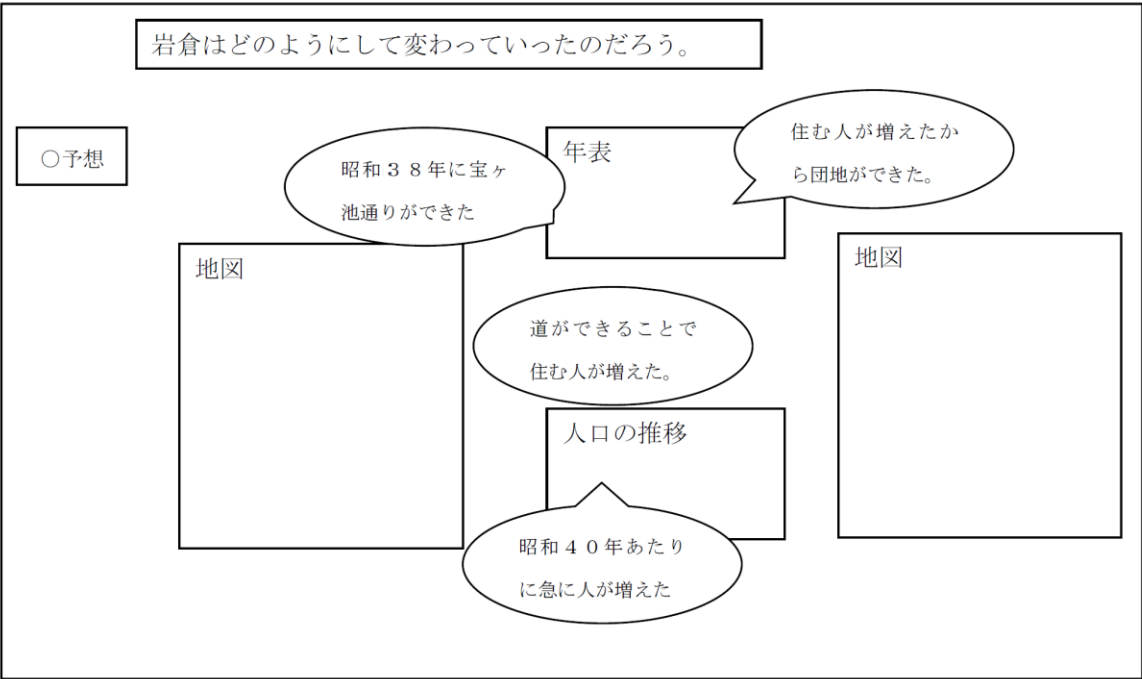 岩倉はどのようにして変わっていったのだろう。
○予想
昭和３８年に宝ヶ
池通りができた
年表
住む人が増えたか
ら団地ができた。
地図
道ができることで
住む人が増えた。
地図
人口の推移
昭和４０年あたり
に急に人が増えた